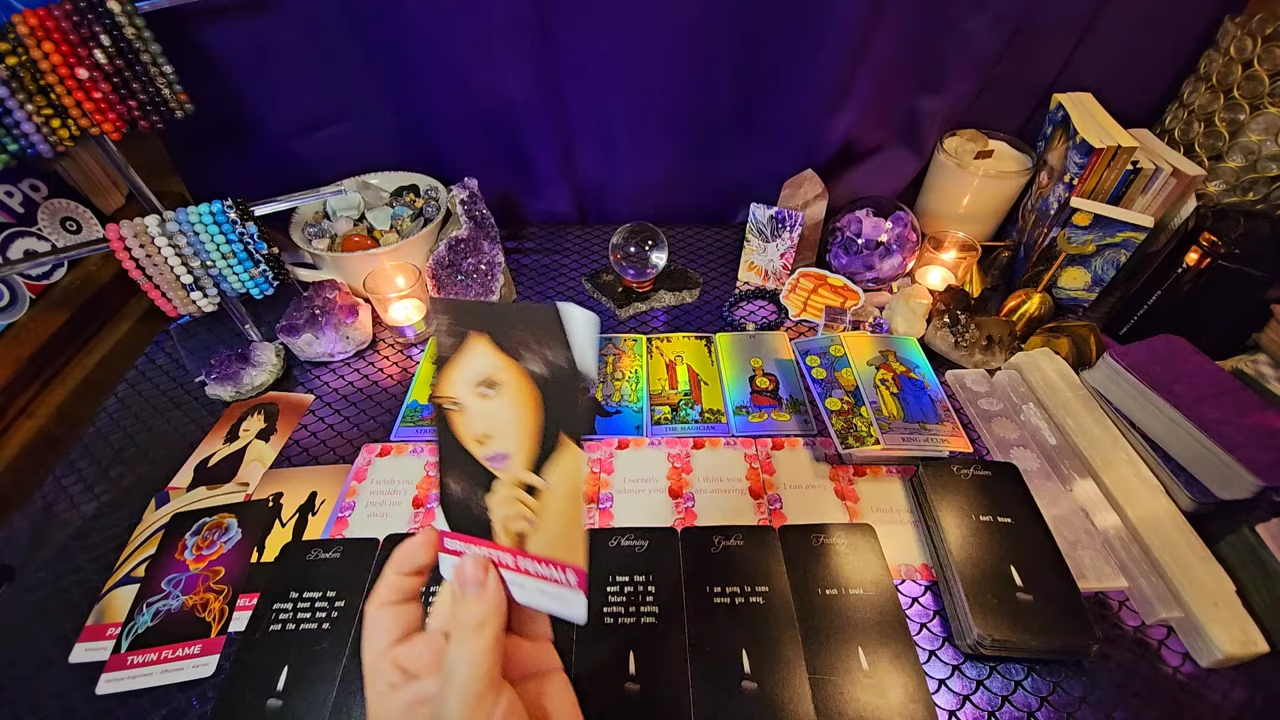 THE MAGICIAN
KING of CUPS
I wish you
wouldn't
push me
away.
I secretly
admire you
I think you
are amazing
I ran away
Confusion
I don't know.
Broken
The damage has
already been done, and
I don't know how to
pick the pieces up.
Planning
I know that I
want you in my
future - I am
working on making
the proper plans,
Gesture
I am going to come
sweep you away.
Fantasy
I wish I could.....
BRUNETTE FEMALE
TWIN FLAME